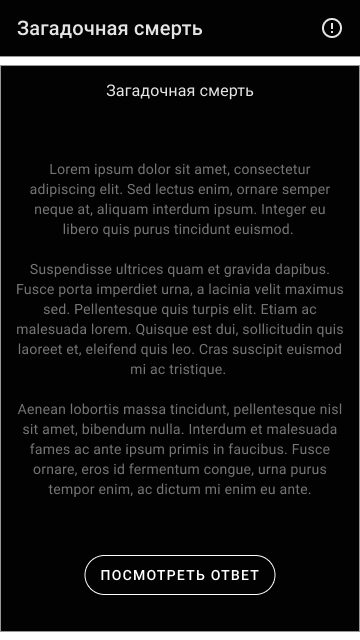 Загадочная смерть
Загадочная смерть
Lorem ipsum dolor sit amet, consectetur
adipiscing elit. Sed lectus enim, ornare semper
neque at, aliquam interdum ipsum. Integer eu
libero quis purus tincidunt euismod.
Suspendisse ultrices quam et gravida dapibus.
Fusce porta imperdiet urna, a lacinia velit maximus
sed. Pellentesque quis turpis elit. Etiam ac
malesuada lorem. Quisque est dui, sollicitudin quis
laoreet et, eleifend quis leo. Cras suscipit euismod
mi ac tristique.
Aenean lobortis massa tincidunt, pellentesque nisl
sit amet, bibendum nulla. Interdum et malesuada
fames ac ante ipsum primis in faucibus. Fusce
ornare, eros id fermentum congue, urna purus
tempor enim, ac dictum mi enim eu ante.
ПОСМОТРЕТЬ ОТВЕТ